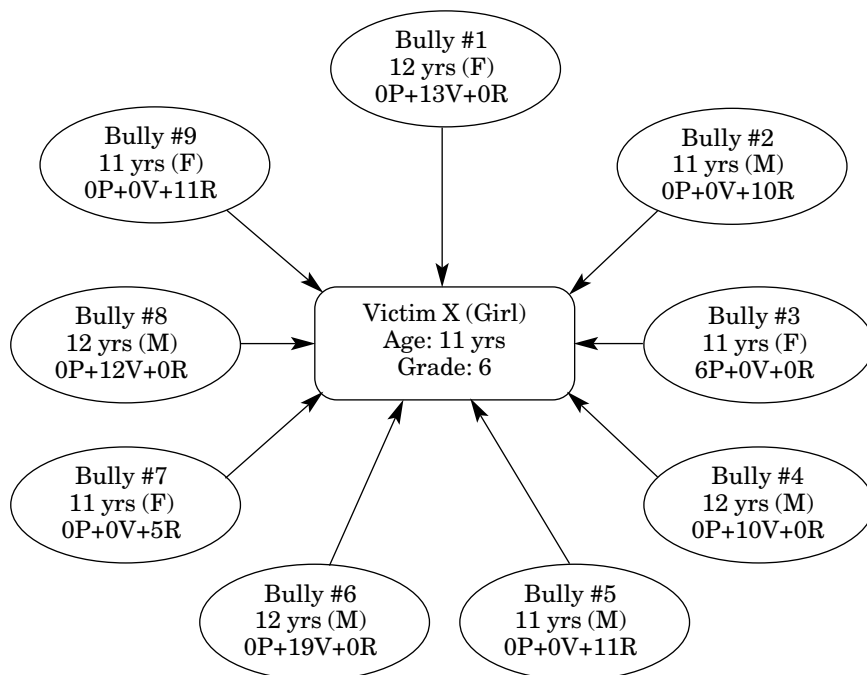 Bully #1
12 yrs (F)
0P+13V+0R
Bully #9
11 yrs (F)
0P+0V+11R
Bully #2
11 yrs (M)
0P+0V+10R
Victim X (Girl)
Age: 11 yrs
Grade: 6
Bully #8
12 yrs (M)
0P+12V+0R
Bully #3
11 yrs (F)
6P+0V+0R
Bully #7
11 yrs (F)
0P+0V+5R
Bully #4
12 yrs (M)
0P+10V+0R
Bully #6
12 yrs (M)
0P+19V+0R
Bully #5
11 yrs (M)
0P+0V+11R